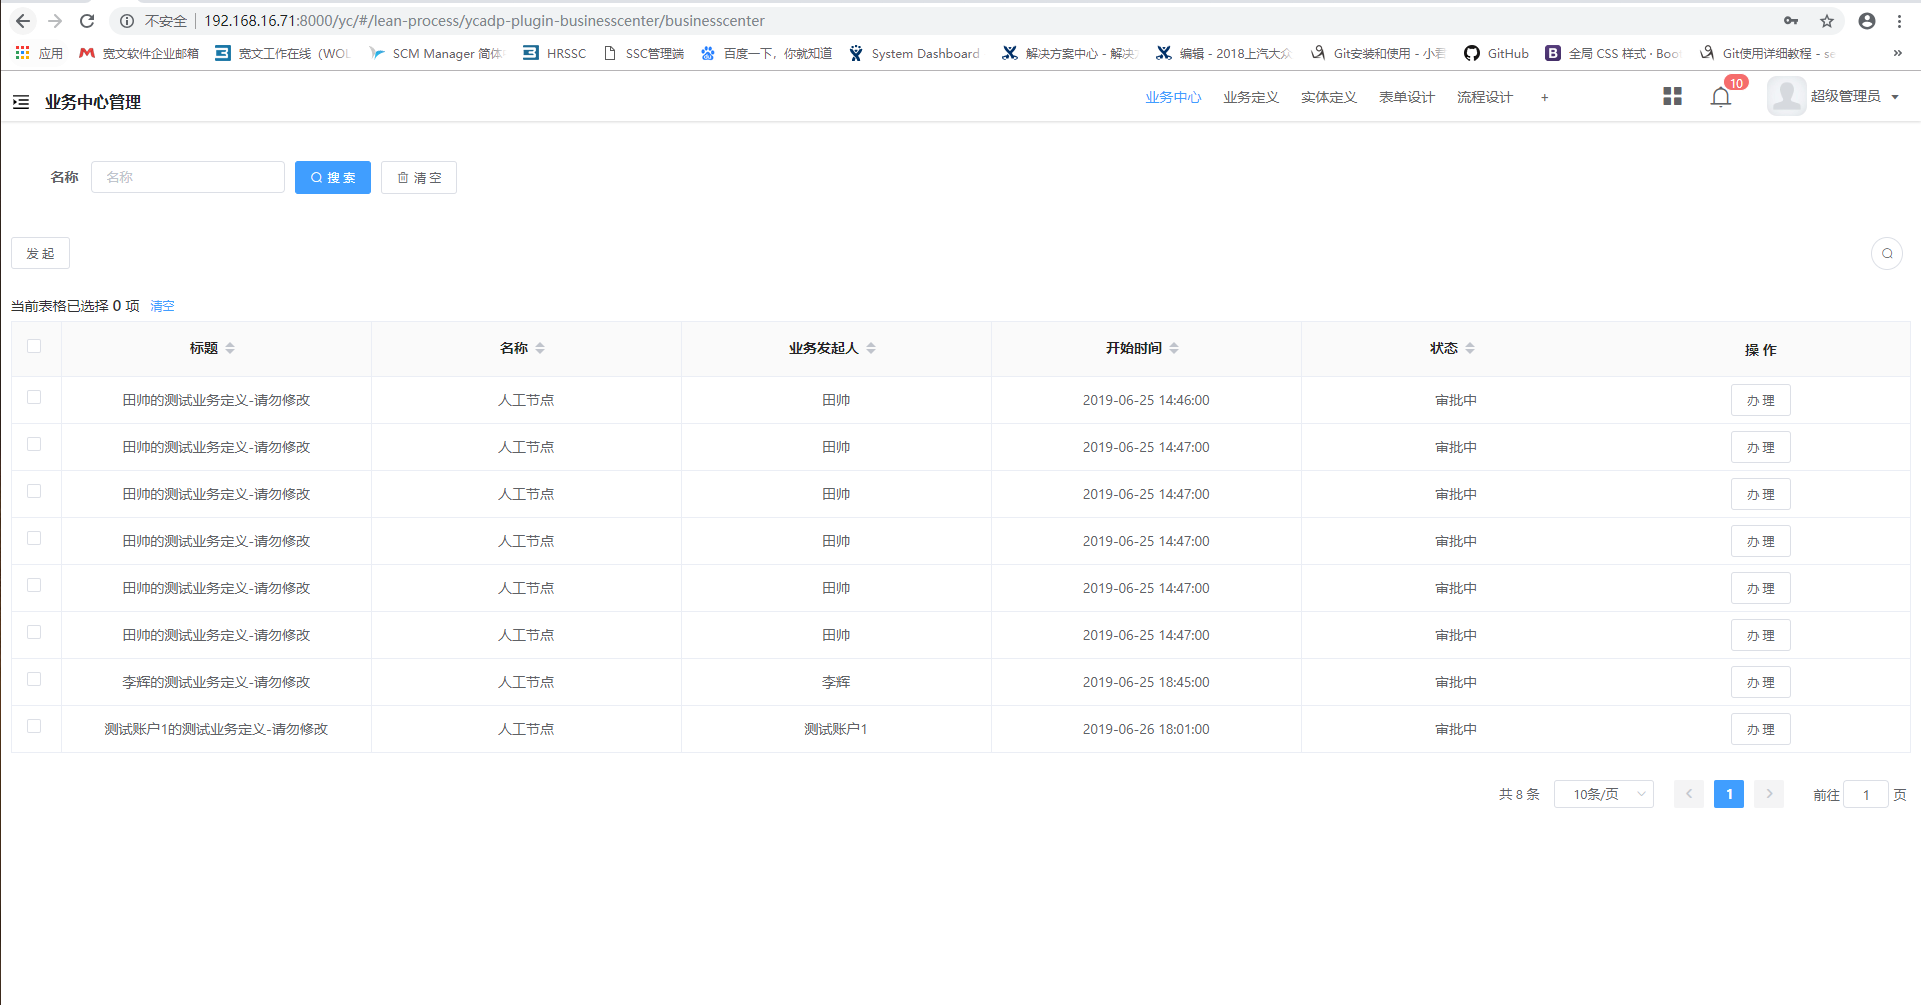 不安全 192.168.16.71:8000/yc/#/lean-process/ycadp-plugin-businesscenter/businesscenter
应用 宽文软件企业邮箱 宽文工作在线（WOL SCM Manager 简体 HRSSC SSC管理端 百度一下，你就知道 System Dashboard 解决方案中心 - 解决 编辑 - 2018上汽大众 Git安装和使用 - 小君 GitHub 全局 CSS 样式 · Boo Git使用详细教程 - se »
业务中心管理 业务中心 业务定义 实体定义 表单设计 流程设计 + 10 超级管理员
名称 名称 搜索 清空
发起
当前表格已选择 0 项 清空
标题 名称 业务发起人 开始时间 状态 操作
田帅的测试业务定义-请勿修改 人工节点 田帅 2019-06-25 14:46:00 审批中 办理
田帅的测试业务定义-请勿修改 人工节点 田帅 2019-06-25 14:47:00 审批中 办理
田帅的测试业务定义-请勿修改 人工节点 田帅 2019-06-25 14:47:00 审批中 办理
田帅的测试业务定义-请勿修改 人工节点 田帅 2019-06-25 14:47:00 审批中 办理
田帅的测试业务定义-请勿修改 人工节点 田帅 2019-06-25 14:47:00 审批中 办理
田帅的测试业务定义-请勿修改 人工节点 田帅 2019-06-25 14:47:00 审批中 办理
李辉的测试业务定义-请勿修改 人工节点 李辉 2019-06-25 18:45:00 审批中 办理
测试账户1的测试业务定义-请勿修改 人工节点 测试账户1 2019-06-26 18:01:00 审批中 办理
共 8 条 10条/页 1 前往 1 页